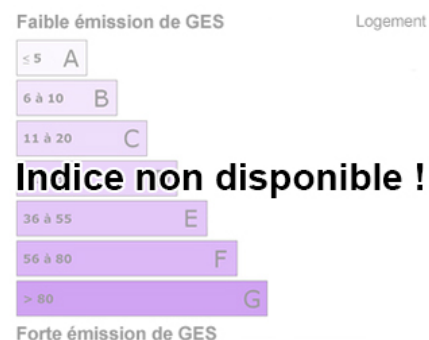 Faible émission de GES Logement
≤ 5 A
6 à 10 B
11 à 20 C
Indice non disponible !
36 à 55 E
56 à 80 F
> 80 G
Forte émission de GES